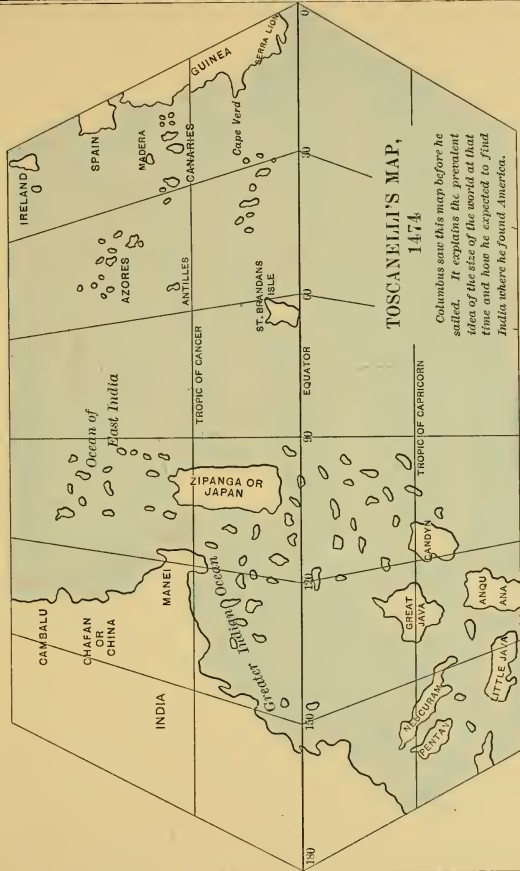 IRELAND
SPAIN
MADERA
CANARIES
GUINEA
SERRA LION
Cape Verd
AZORES
ANTILLES
ST. BRANDANS
ISLE
TROPIC OF CANCER
EQUATOR
TROPIC OF CAPRICORN
0
30
60
90
120
150
180
Ocean of
East India
ZIPANGA OR
JAPAN
CAMBALU
CHAFAN
OR
CHINA
MANEI
INDIA
Greater Indian Ocean
CANDYN
GREAT
JAVA
ANQU
ANA
NEUCURAM
PENTAY
LITTLE JAVA
TOSCANELLI'S MAP,
1474.
Columbus saw this map before he
sailed. It explains the prevalent
idea of the size of the world at that
time and how he expected to find
India where he found America.